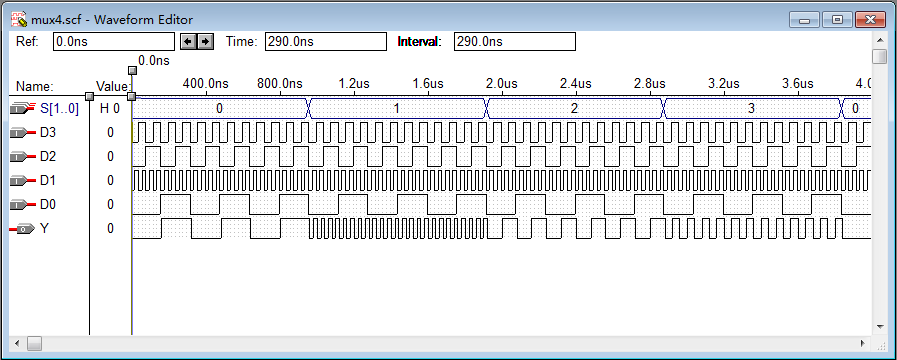 mux4.scf - Waveform Editor
Ref: 0.0ns Time: 290.0ns Interval: 290.0ns
0.0ns
Name: Value: 400.0ns 800.0ns 1.2us 1.6us 2.0us 2.4us 2.8us 3.2us 3.6us 4.0
S[1..0] H 0 0 1 2 3 0
D3 0
D2 0
D1 0
D0 0
Y 0